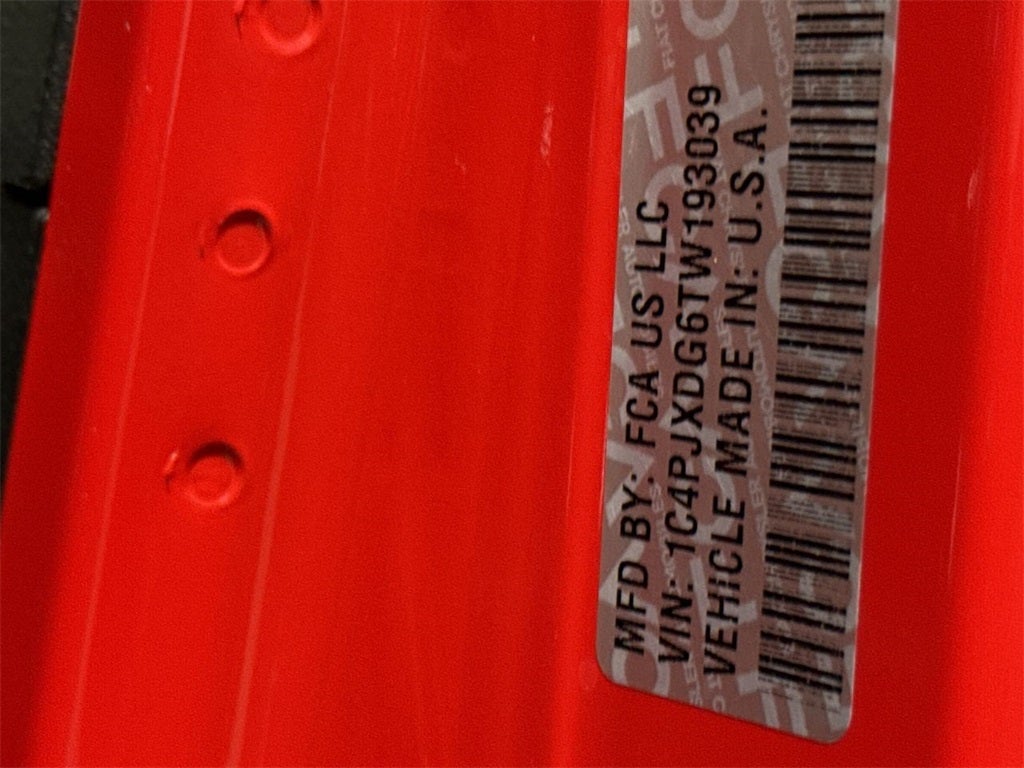 MFD BY: FCA US LLC
VIN: 1C4PJXDG6TW193039
VEHICLE MADE IN: U.S.A.